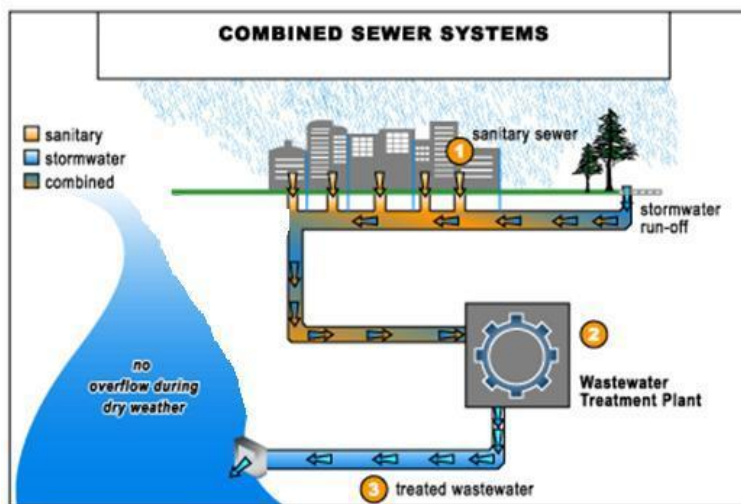 COMBINED SEWER SYSTEMS
sanitary
stormwater
combined
1
sanitary sewer
stormwater
run-off
2
Wastewater
Treatment Plant
no
overflow during
dry weather
3 treated wastewater